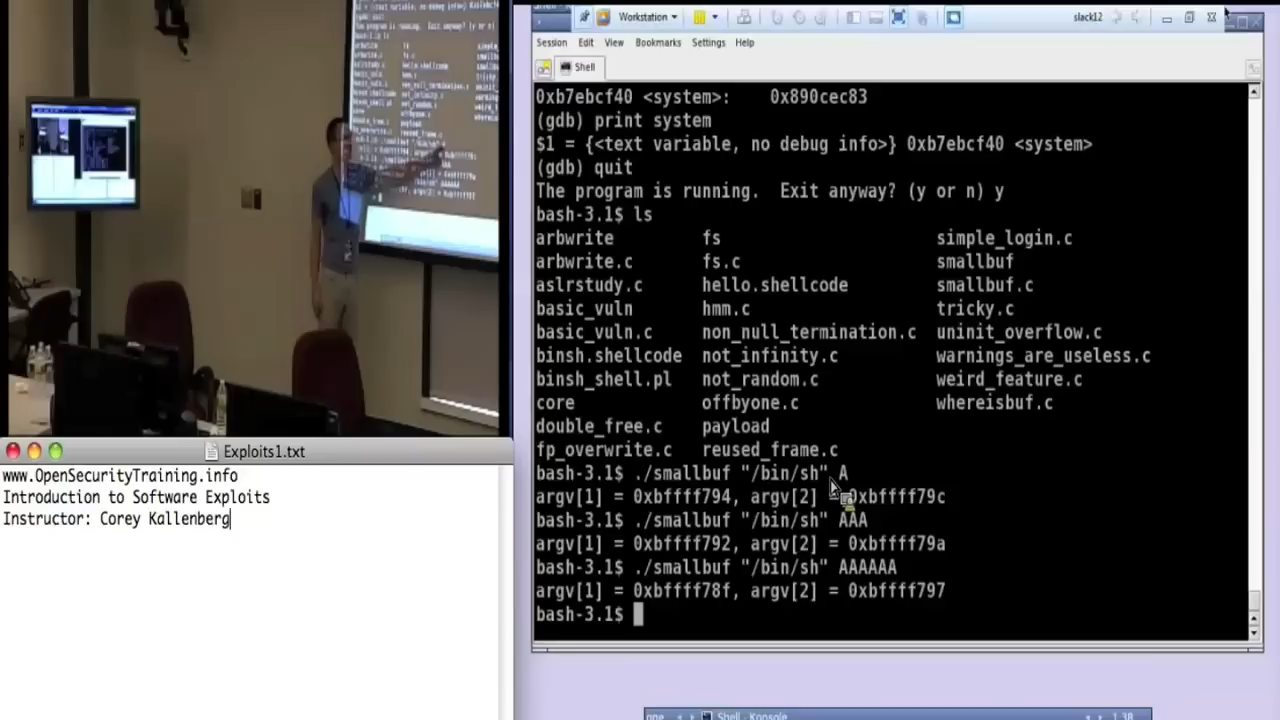 Workstation
slack12
Session Edit View Bookmarks Settings Help
Shell
0xb7ebcf40 <system>: 0x890cec83
(gdb) print system
$1 = {<text variable, no debug info>} 0xb7ebcf40 <system>
(gdb) quit
The program is running. Exit anyway? (y or n) y
bash-3.1$ ls
arbwrite fs simple_login.c
arbwrite.c fs.c smallbuf
aslrstudy.c hello.shellcode smallbuf.c
basic_vuln hmm.c tricky.c
basic_vuln.c non_null_termination.c uninit_overflow.c
binsh.shellcode not_infinity.c warnings_are_useless.c
binsh_shell.pl not_random.c weird_feature.c
core offbyone.c whereisbuf.c
double_free.c payload
fp_overwrite.c reused_frame.c
bash-3.1$ ./smallbuf "/bin/sh" A
argv[1] = 0xbffff794, argv[2] = 0xbffff79c
bash-3.1$ ./smallbuf "/bin/sh" AAA
argv[1] = 0xbffff792, argv[2] = 0xbffff79a
bash-3.1$ ./smallbuf "/bin/sh" AAAAAA
argv[1] = 0xbffff78f, argv[2] = 0xbffff797
bash-3.1$
Exploits1.txt
www.OpenSecurityTraining.info
Introduction to Software Exploits
Instructor: Corey Kallenberg
Shell - Konsole
1.38